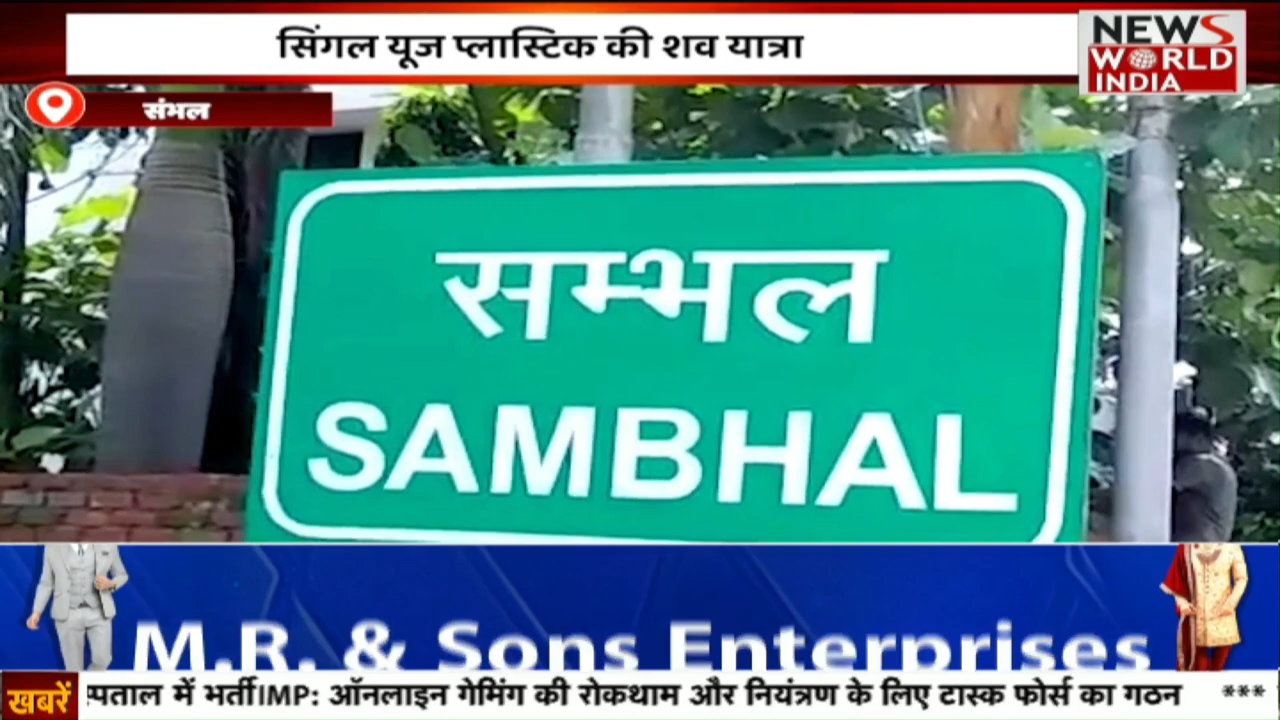 सिंगल यूज प्लास्टिक की शव यात्रा
NEWS
WORLD
INDIA
संभल
सम्भल
SAMBHAL
M.R. & Sons Enterprises
खबरें
स्पताल में भर्ती।MP: ऑनलाइन गेमिंग की रोकथाम और नियंत्रण के लिए टास्क फोर्स का गठन ***